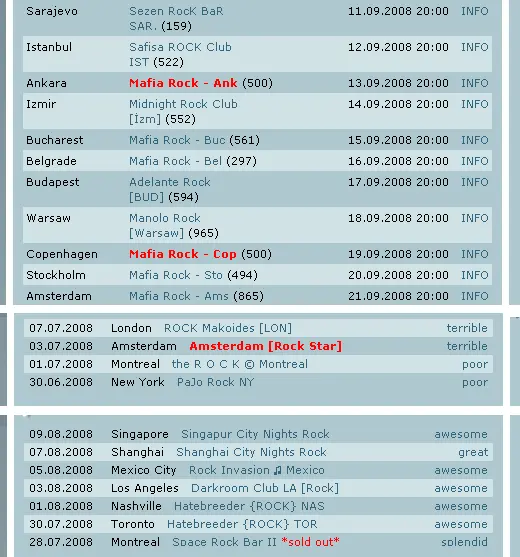 Sarajevo Sezen RocK BaR 11.09.2008 20:00 INFO
SAR. (159)
Istanbul Safisa ROCK Club 12.09.2008 20:00 INFO
IST (522)
Ankara Mafia Rock - Ank (500) 13.09.2008 20:00 INFO
Izmir Midnight Rock Club 14.09.2008 20:00 INFO
[İzm] (552)
Bucharest Mafia Rock - Buc (561) 15.09.2008 20:00 INFO
Belgrade Mafia Rock - Bel (297) 16.09.2008 20:00 INFO
Budapest Adelante Rock 17.09.2008 20:00 INFO
[BUD] (594)
Warsaw Manolo Rock 18.09.2008 20:00 INFO
[Warsaw] (965)
Copenhagen Mafia Rock - Cop (500) 19.09.2008 20:00 INFO
Stockholm Mafia Rock - Sto (494) 20.09.2008 20:00 INFO
Amsterdam Mafia Rock - Ams (865) 21.09.2008 20:00 INFO
07.07.2008 London ROCK Makoides [LON] terrible
03.07.2008 Amsterdam Amsterdam [Rock Star] terrible
01.07.2008 Montreal the R O C K © Montreal poor
30.06.2008 New York PaJo Rock NY poor
09.08.2008 Singapore Singapur City Nights Rock awesome
07.08.2008 Shanghai Shanghai City Nights Rock great
05.08.2008 Mexico City Rock Invasion ♫ Mexico awesome
03.08.2008 Los Angeles Darkroom Club LA [Rock] awesome
01.08.2008 Nashville Hatebreeder {ROCK} NAS awesome
30.07.2008 Toronto Hatebreeder {ROCK} TOR awesome
28.07.2008 Montreal Space Rock Bar II *sold out* splendid